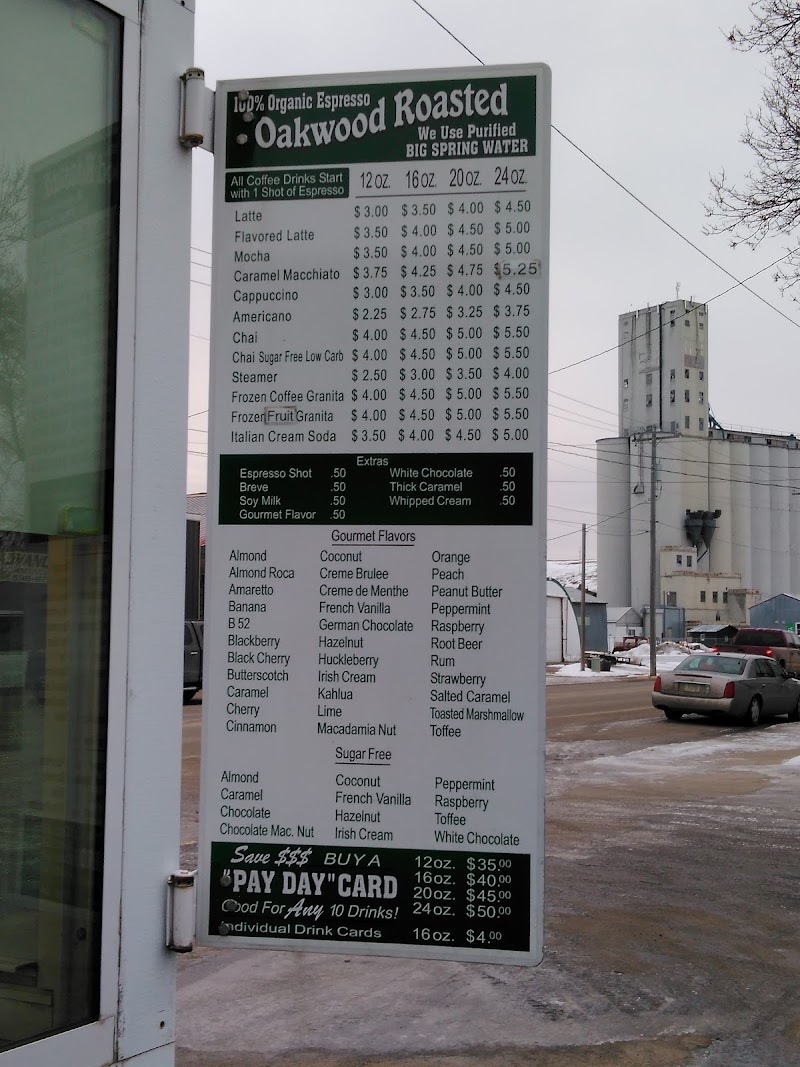 100% Organic Espresso
Oakwood Roasted
We Use Purified
BIG SPRING WATER
All Coffee Drinks Start
with 1 Shot of Espresso
12 oz. 16 oz. 20 oz. 24 oz.
Latte $ 3.00 $ 3.50 $ 4.00 $ 4.50
Flavored Latte $ 3.50 $ 4.00 $ 4.50 $ 5.00
Mocha $ 3.50 $ 4.00 $ 4.50 $ 5.00
Caramel Macchiato $ 3.75 $ 4.25 $ 4.75 $5.25
Cappuccino $ 3.00 $ 3.50 $ 4.00 $ 4.50
Americano $ 2.25 $ 2.75 $ 3.25 $ 3.75
Chai $ 4.00 $ 4.50 $ 5.00 $ 5.50
Chai Sugar Free Low Carb $ 4.00 $ 4.50 $ 5.00 $ 5.50
Steamer $ 2.50 $ 3.00 $ 3.50 $ 4.00
Frozen Coffee Granita $ 4.00 $ 4.50 $ 5.00 $ 5.50
Frozen Fruit Granita $ 4.00 $ 4.50 $ 5.00 $ 5.50
Italian Cream Soda $ 3.50 $ 4.00 $ 4.50 $ 5.00
Extras
Espresso Shot .50 White Chocolate .50
Breve .50 Thick Caramel .50
Soy Milk .50 Whipped Cream .50
Gourmet Flavor .50
Gourmet Flavors
Almond Coconut Orange
Almond Roca Creme Brulee Peach
Amaretto Creme de Menthe Peanut Butter
Banana French Vanilla Peppermint
B 52 German Chocolate Raspberry
Blackberry Hazelnut Root Beer
Black Cherry Huckleberry Rum
Butterscotch Irish Cream Strawberry
Caramel Kahlua Salted Caramel
Cherry Lime Toasted Marshmallow
Cinnamon Macadamia Nut Toffee
Sugar Free
Almond Coconut Peppermint
Caramel French Vanilla Raspberry
Chocolate Hazelnut Toffee
Chocolate Mac. Nut Irish Cream White Chocolate
Save $$$ BUY A 12oz. $35.00
"PAY DAY" CARD 16oz. $40.00
20oz. $45.00
Good For Any 10 Drinks! 24oz. $50.00
Individual Drink Cards 16oz. $4.00